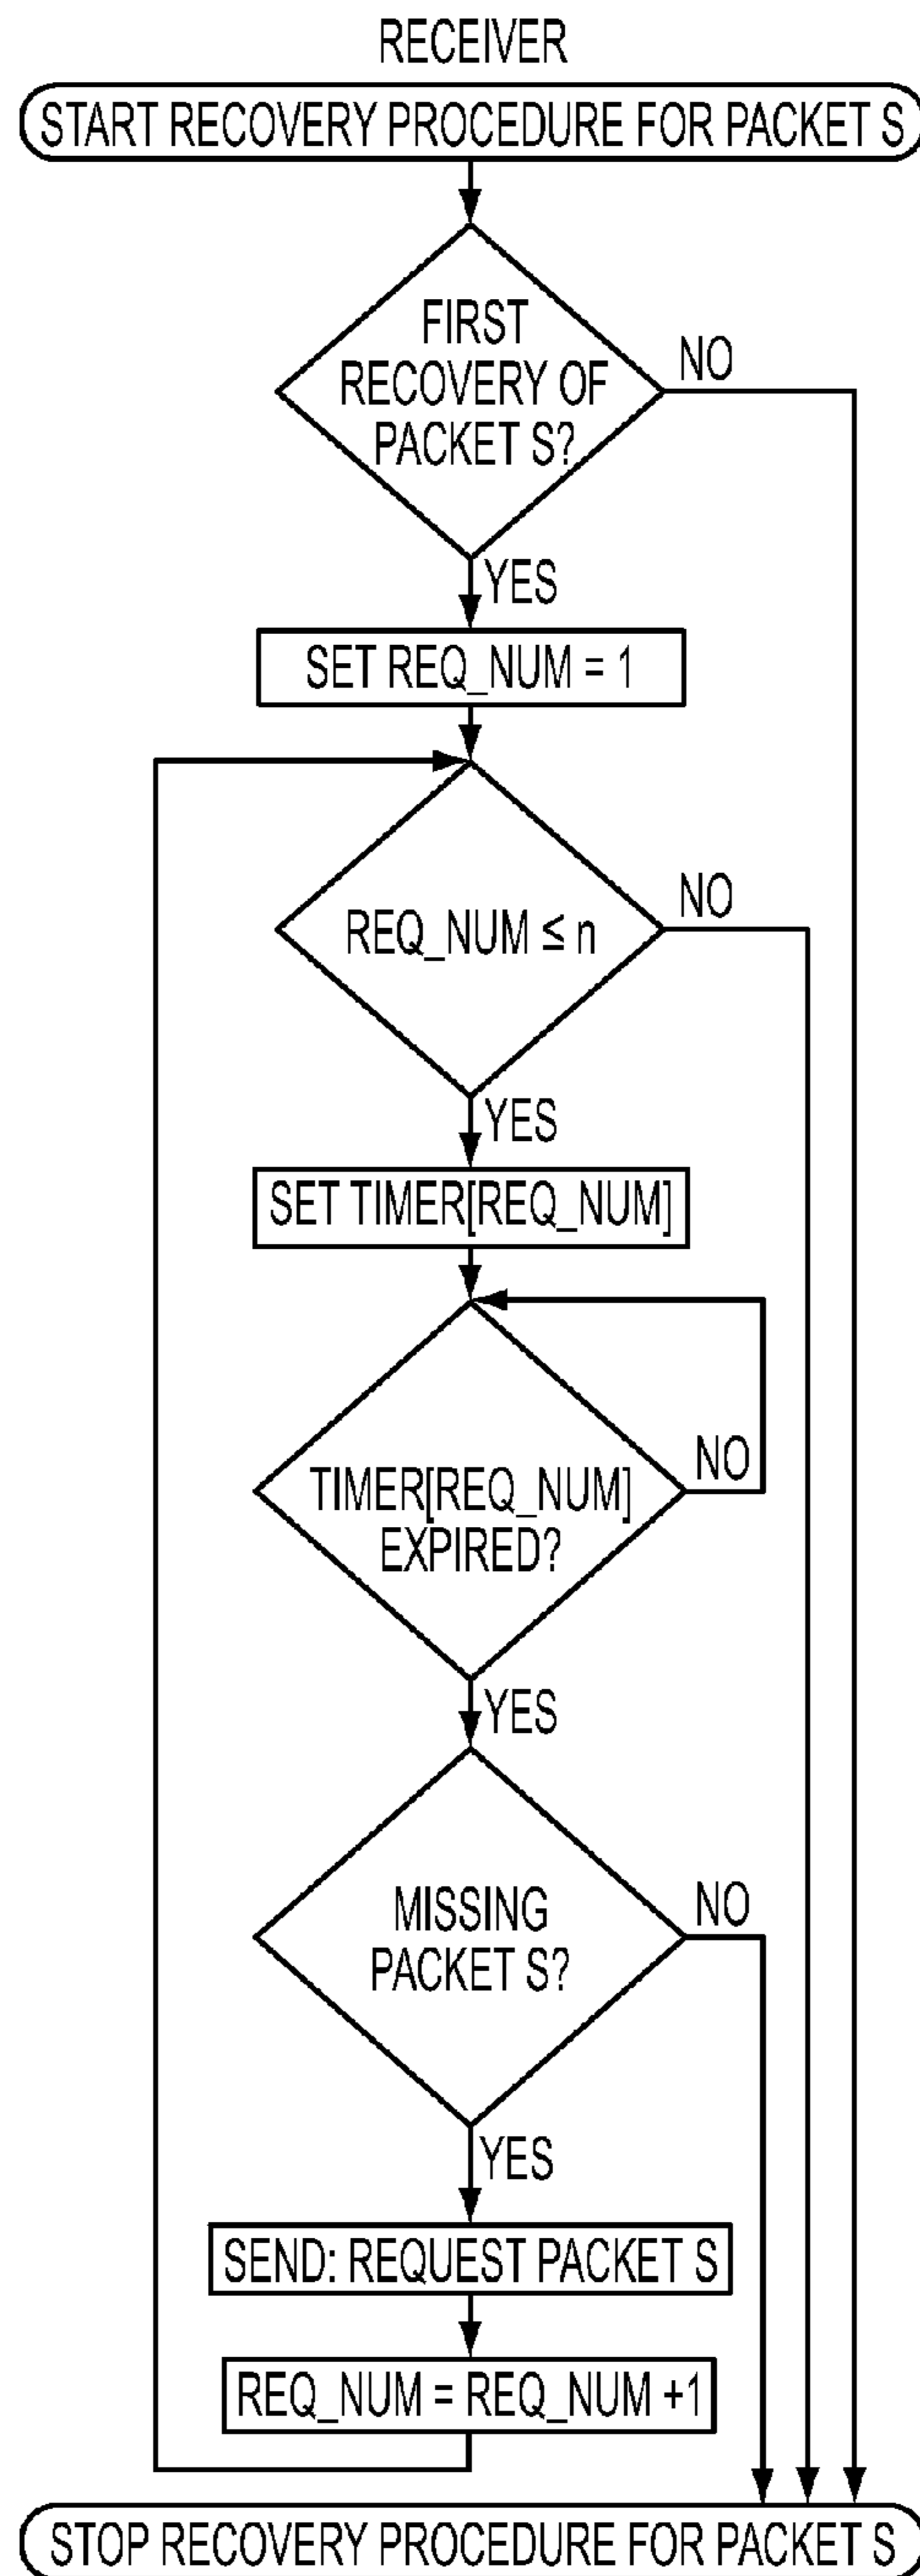 RECEIVER
START RECOVERY PROCEDURE FOR PACKET S
FIRST
RECOVERY OF
PACKET S?
NO
YES
SET REQ_NUM = 1
REQ_NUM ≤ n
NO
YES
SET TIMER[REQ_NUM]
TIMER[REQ_NUM]
EXPIRED?
NO
YES
MISSING
PACKET S?
NO
YES
SEND: REQUEST PACKET S
REQ_NUM = REQ_NUM +1
STOP RECOVERY PROCEDURE FOR PACKET S